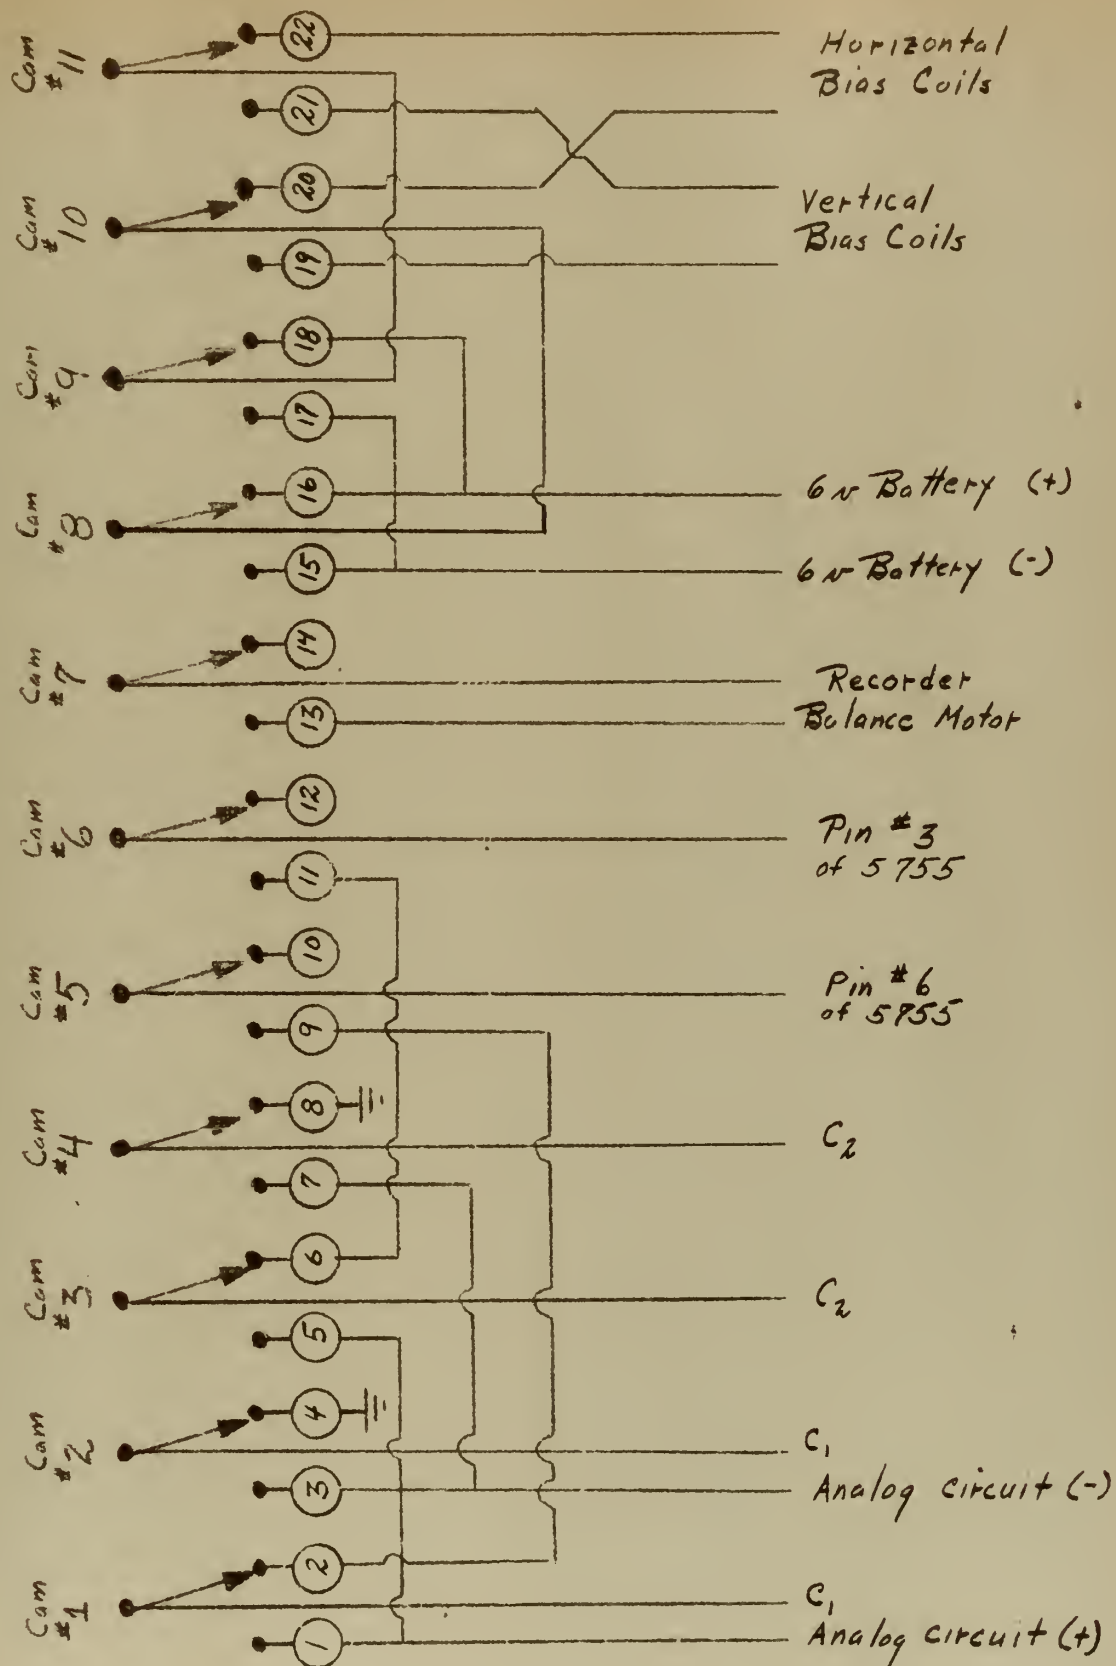 Cam
#11
22
Horizontal
Bias Coils
21
Cam
#10
20
Vertical
Bias Coils
19
Cam
#9
18
17
Cam
#8
16
6 v Battery (+)
15
6 v Battery (-)
Cam
#7
14
Recorder
Balance Motor
13
Cam
#6
12
Pin #3
of 5755
11
Cam
#5
10
Pin #6
of 5755
9
Cam
#4
8
C2
7
Cam
#3
6
C2
5
Cam
#2
4
C1
3
Analog circuit (-)
Cam
#1
2
C1
1
Analog circuit (+)